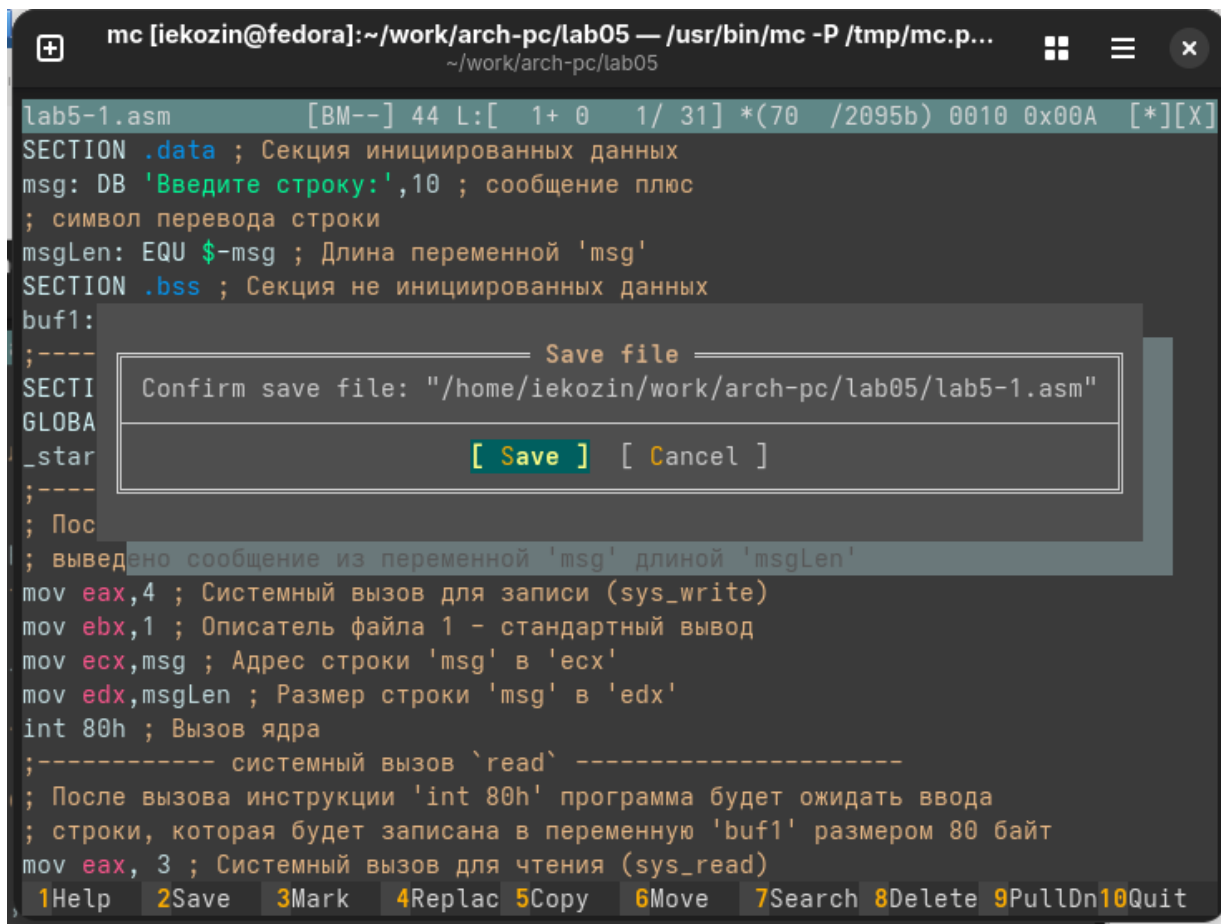 mc [iekozin@fedora]:~/work/arch-pc/lab05 — /usr/bin/mc -P /tmp/mc.p...
~/work/arch-pc/lab05
lab5-1.asm [BM--] 44 L:[ 1+ 0 1/ 31] *(70 /2095b) 0010 0x00A [*][X]
SECTION .data ; Секция инициированных данных
msg: DB 'Введите строку:',10 ; сообщение плюс
; символ перевода строки
msgLen: EQU $-msg ; Длина переменной 'msg'
SECTION .bss ; Секция не инициированных данных
buf1:
;----
Save file
SECTI
Confirm save file: "/home/iekozin/work/arch-pc/lab05/lab5-1.asm"
GLOBA
_star
[ Save ] [ Cancel ]
;----
; Пос
; выведено сообщение из переменной 'msg' длиной 'msgLen'
mov eax,4 ; Системный вызов для записи (sys_write)
mov ebx,1 ; Описатель файла 1 - стандартный вывод
mov ecx,msg ; Адрес строки 'msg' в 'ecx'
mov edx,msgLen ; Размер строки 'msg' в 'edx'
int 80h ; Вызов ядра
;------------ системный вызов `read` ----------------------
; После вызова инструкции 'int 80h' программа будет ожидать ввода
; строки, которая будет записана в переменную 'buf1' размером 80 байт
mov eax, 3 ; Системный вызов для чтения (sys_read)
1Help 2Save 3Mark 4Replac 5Copy 6Move 7Search 8Delete 9PullDn 10Quit